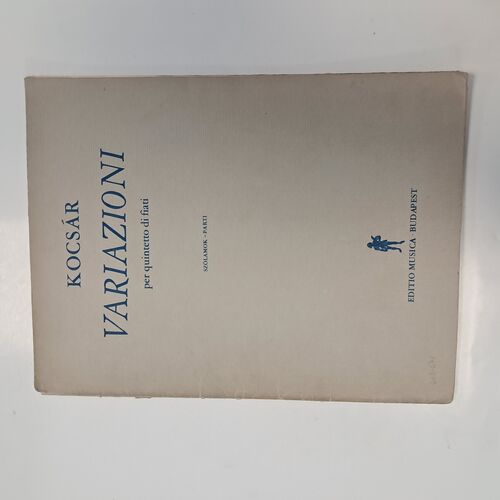 KOCSÁR
VARIAZIONI
per quintetto di fiati
SZÓLAMOK - PARTI
EDITIO MUSICA · BUDAPEST